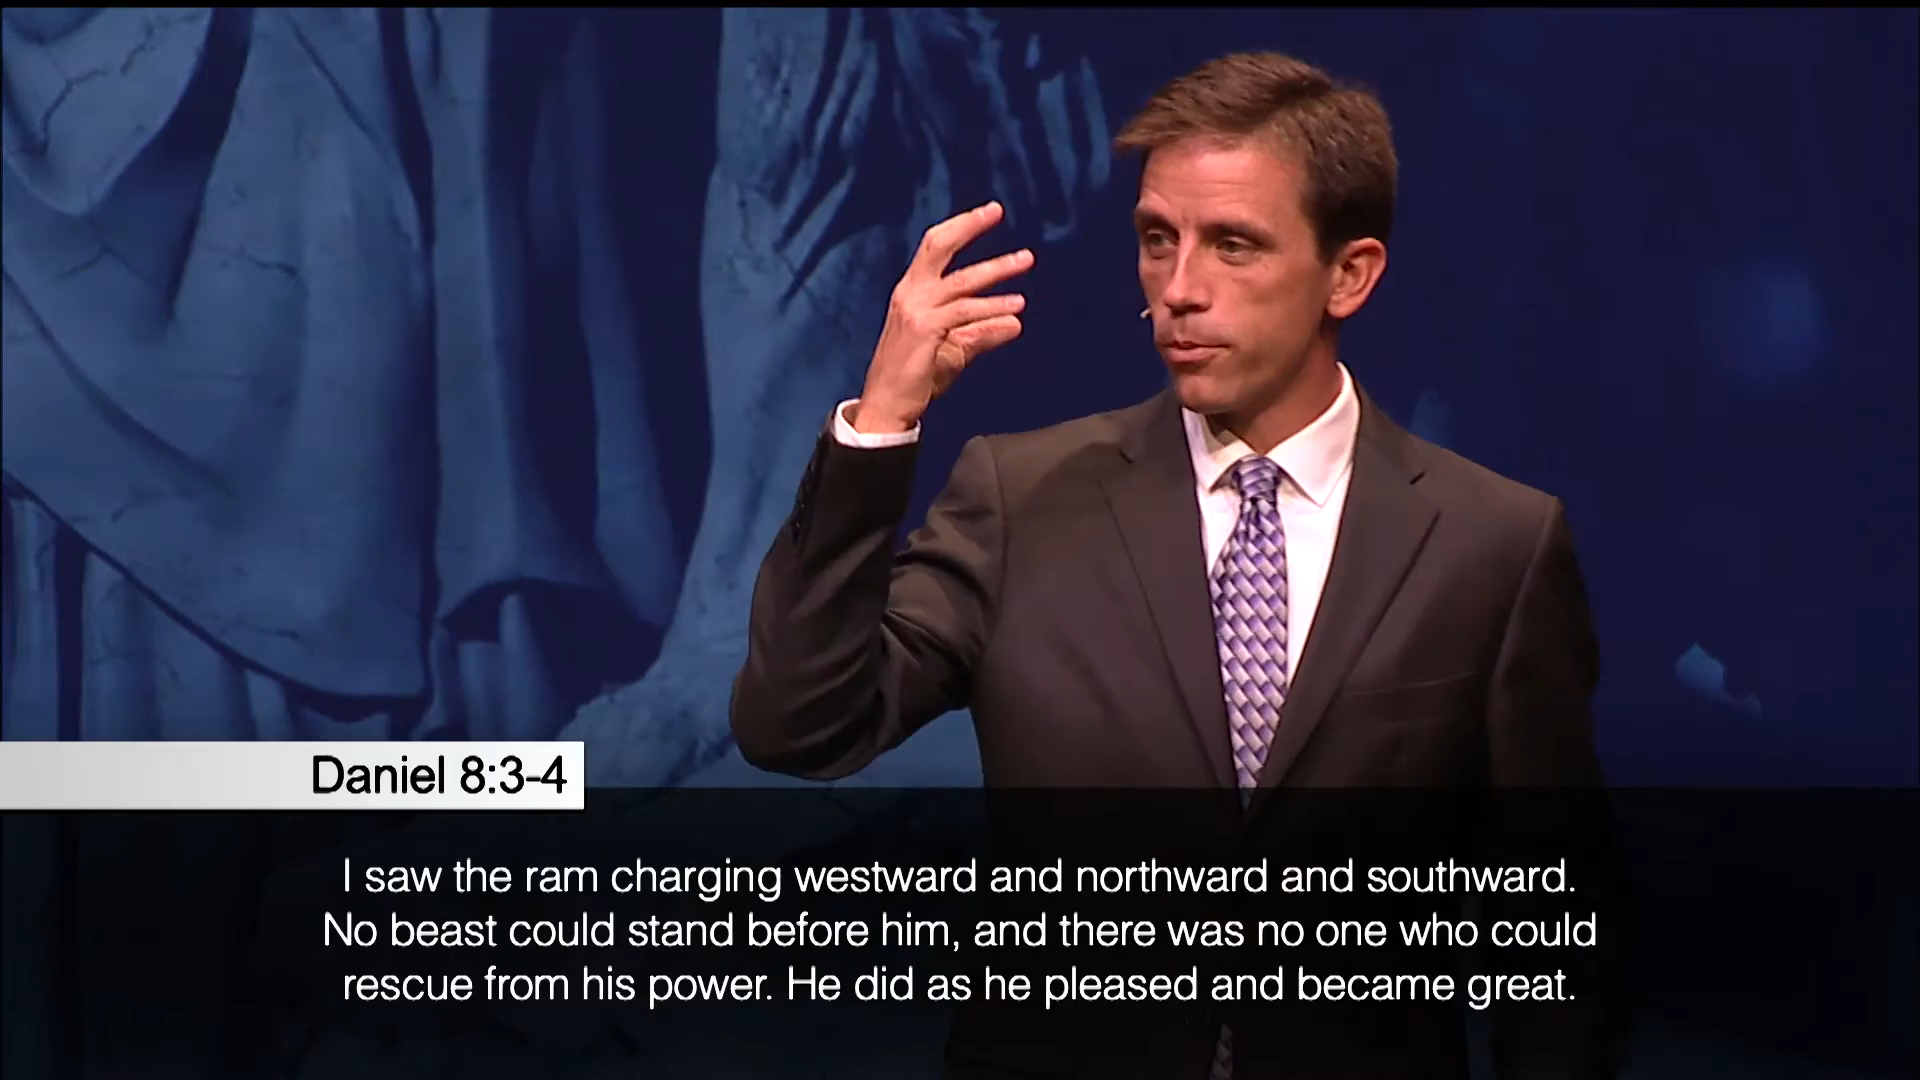 Daniel 8:3-4
I saw the ram charging westward and northward and southward.
No beast could stand before him, and there was no one who could
rescue from his power. He did as he pleased and became great.